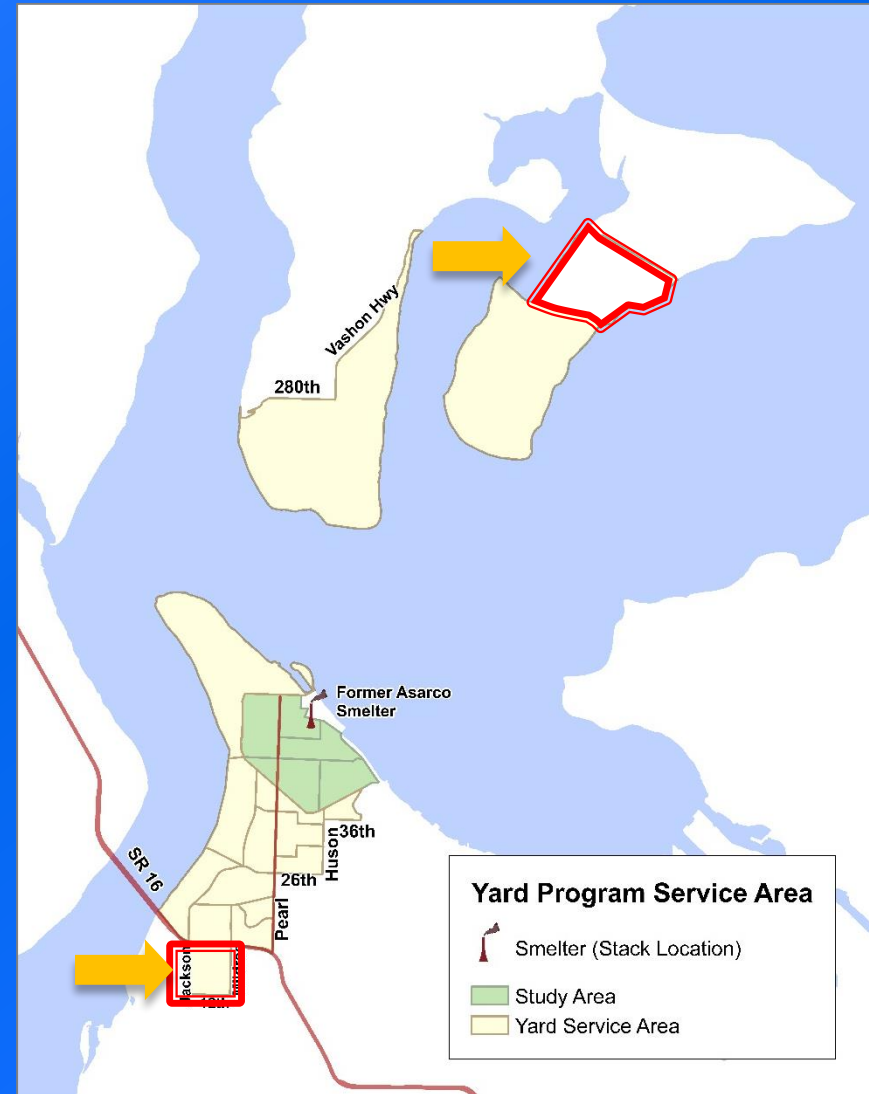 Vashon Hwy
280th
Former Asarco
Smelter
36th
Huson
SR 16
26th
Pearl
Jackson
Yard Program Service Area
Smelter (Stack Location)
Study Area
Yard Service Area